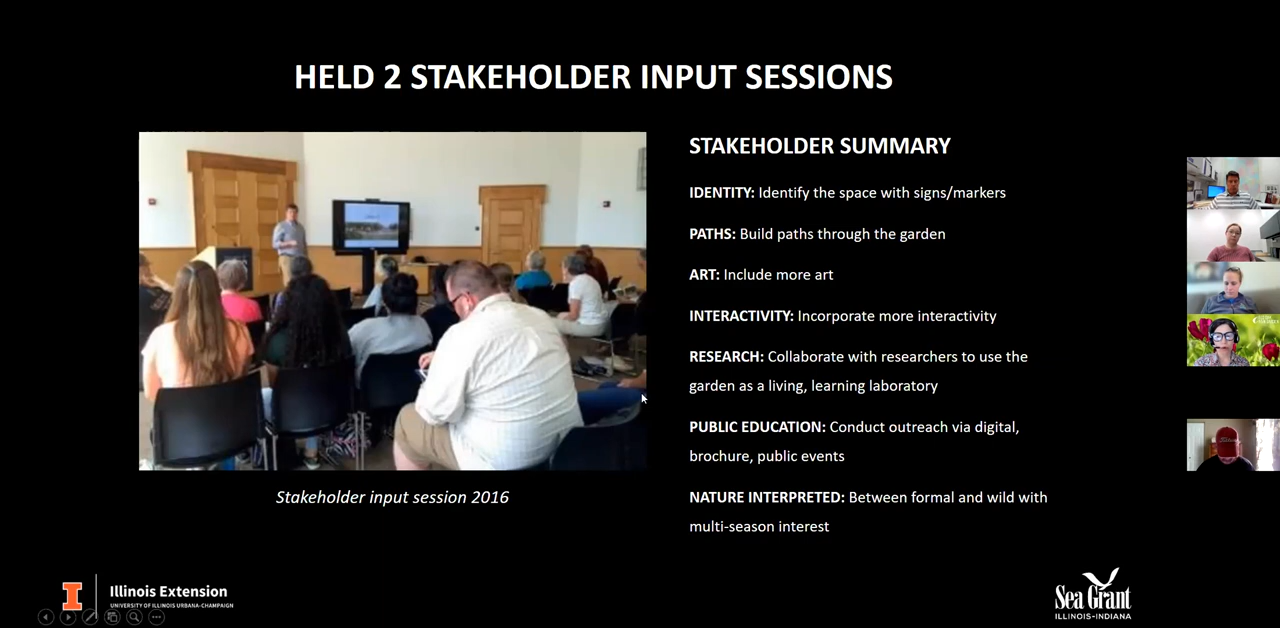 HELD 2 STAKEHOLDER INPUT SESSIONS
STAKEHOLDER SUMMARY
IDENTITY: Identify the space with signs/markers
PATHS: Build paths through the garden
ART: Include more art
INTERACTIVITY: Incorporate more interactivity
RESEARCH: Collaborate with researchers to use the
garden as a living, learning laboratory
PUBLIC EDUCATION: Conduct outreach via digital,
brochure, public events
NATURE INTERPRETED: Between formal and wild with
multi-season interest
Stakeholder input session 2016
I
Illinois Extension
UNIVERSITY OF ILLINOIS URBANA-CHAMPAIGN
Sea Grant
ILLINOIS-INDIANA